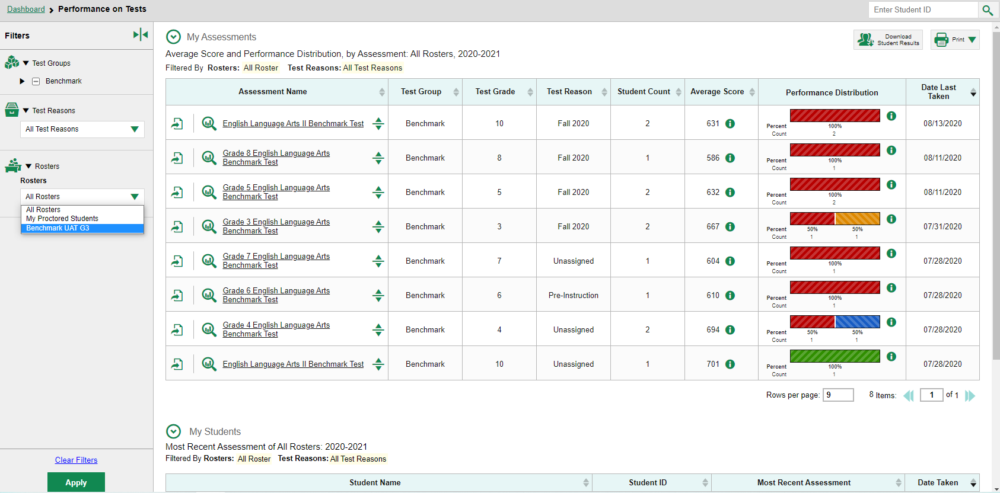 Dashboard > Performance on Tests
Enter Student ID
Filters
Test Groups
Benchmark
Test Reasons
All Test Reasons
Rosters
Rosters
All Rosters
All Rosters
My Proctored Students
Benchmark UAT G3
Clear Filters
Apply
My Assessments
Download
Student Results
Print
Average Score and Performance Distribution, by Assessment: All Rosters, 2020-2021
Filtered By Rosters: All Roster Test Reasons: All Test Reasons
Assessment Name Test Group Test Grade Test Reason Student Count Average Score Performance Distribution Date Last
Taken
English Language Arts II Benchmark Test Benchmark 10 Fall 2020 2 631 08/13/2020
Percent 100%
Count 2
Grade 8 English Language Arts
Benchmark Test Benchmark 8 Fall 2020 1 586 08/11/2020
Percent 100%
Count 1
Grade 5 English Language Arts
Benchmark Test Benchmark 5 Fall 2020 2 632 08/11/2020
Percent 100%
Count 2
Grade 3 English Language Arts
Benchmark Test Benchmark 3 Fall 2020 2 667 07/31/2020
Percent 50% 50%
Count 1 1
Grade 7 English Language Arts
Benchmark Test Benchmark 7 Unassigned 1 604 07/28/2020
Percent 100%
Count 1
Grade 6 English Language Arts
Benchmark Test Benchmark 6 Pre-Instruction 1 610 07/28/2020
Percent 100%
Count 1
Grade 4 English Language Arts
Benchmark Test Benchmark 4 Unassigned 2 694 07/28/2020
Percent 50% 50%
Count 1 1
English Language Arts II Benchmark Test Benchmark 10 Unassigned 1 701 07/28/2020
Percent 100%
Count 1
Rows per page: 9 8 Items: 1 of 1
My Students
Most Recent Assessment of All Rosters: 2020-2021
Filtered By Rosters: All Roster Test Reasons: All Test Reasons
Student Name Student ID Most Recent Assessment Date Taken